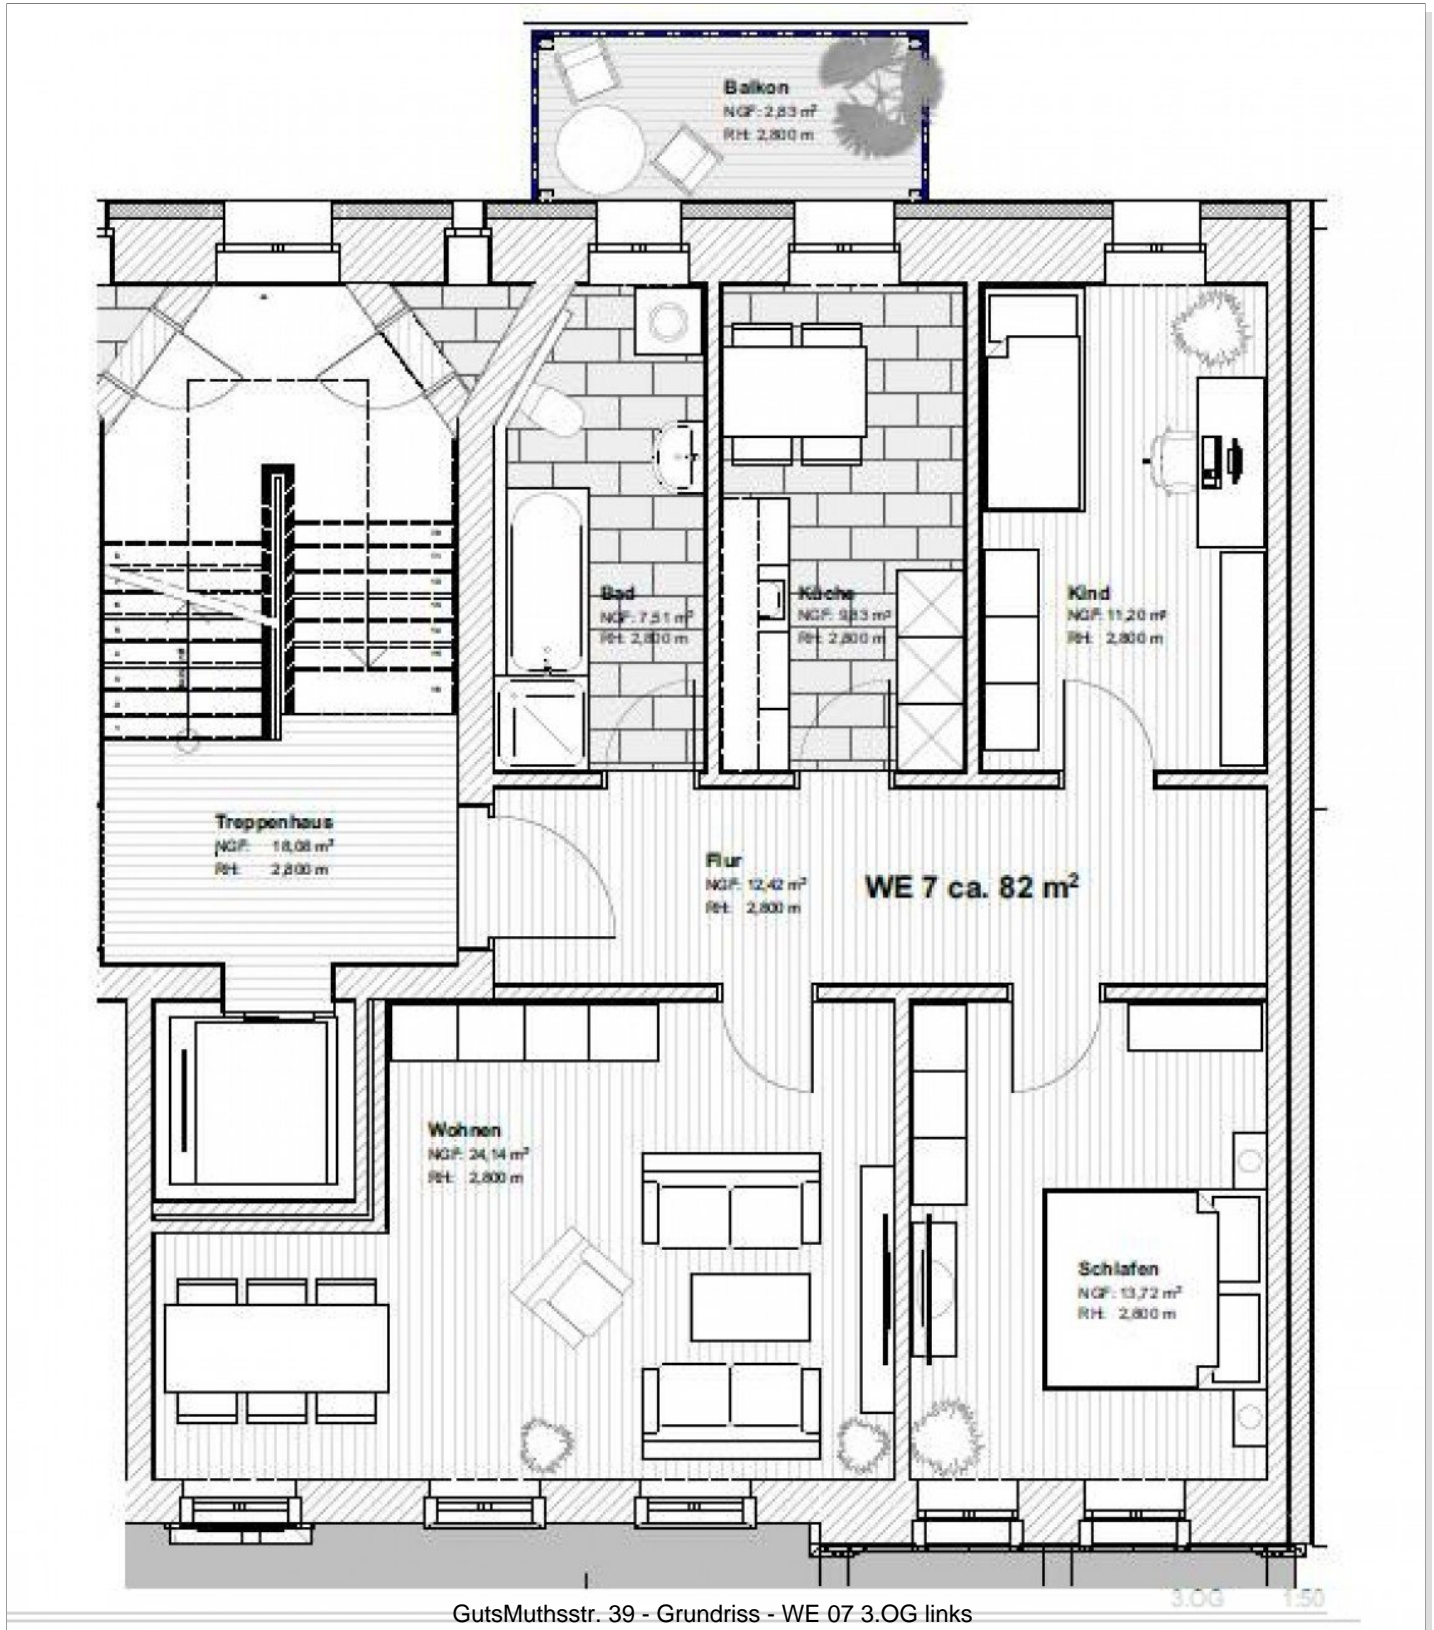 Balkon
NGF: 2,83 m²
RH: 2,800 m
Bad
NGF: 7,51 m²
RH: 2,800 m
Küche
NGF: 9,83 m²
RH: 2,800 m
Kind
NGF: 11,20 m²
RH: 2,800 m
Treppenhaus
NGF: 18,08 m²
RH: 2,800 m
Flur
NGF: 12,42 m²
RH: 2,800 m
WE 7 ca. 82 m²
Wohnen
NGF: 24,14 m²
RH: 2,800 m
Schlafen
NGF: 13,72 m²
RH: 2,800 m
3.OG 1:50
GutsMuthsstr. 39 - Grundriss - WE 07 3.OG links